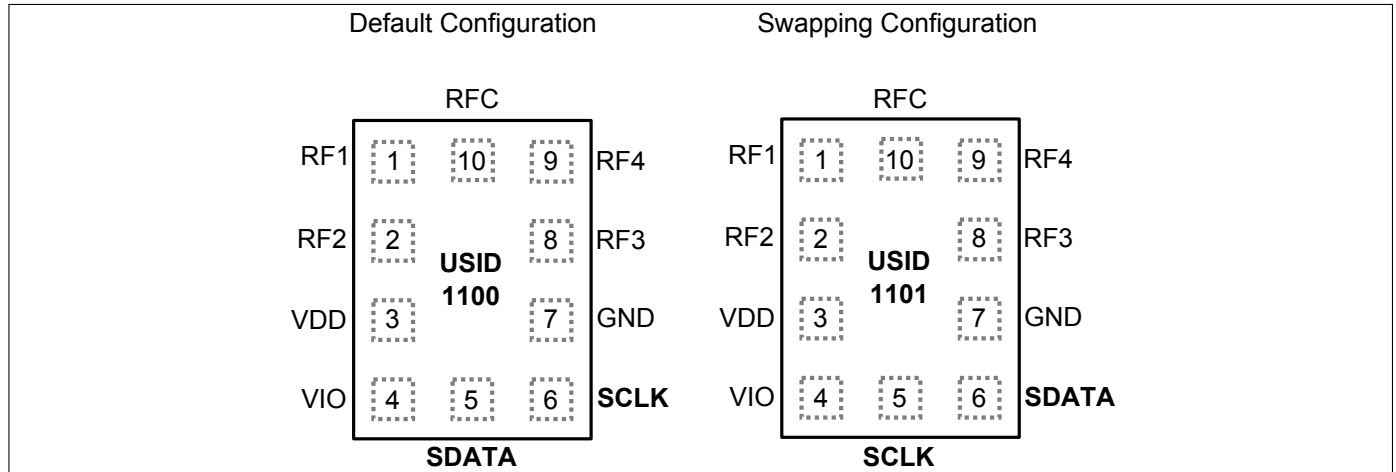 Default Configuration Swapping Configuration
RFC RFC
RF1 1 10 9 RF4 RF1 1 10 9 RF4
RF2 2 8 RF3 RF2 2 8 RF3
USID USID
1100 1101
VDD 3 7 GND VDD 3 7 GND
VIO 4 5 6 SCLK VIO 4 5 6 SDATA
SDATA SCLK